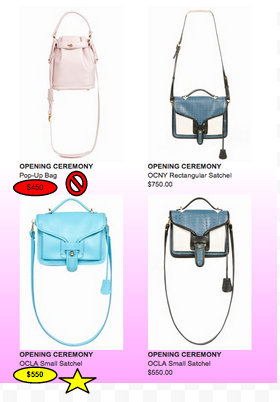 OPENING CEREMONY
Pop-Up Bag
$450
OPENING CEREMONY
OCNY Rectangular Satchel
$750.00
OPENING CEREMONY
OCLA Small Satchel
$550
OPENING CEREMONY
OCLA Small Satchel
$550.00